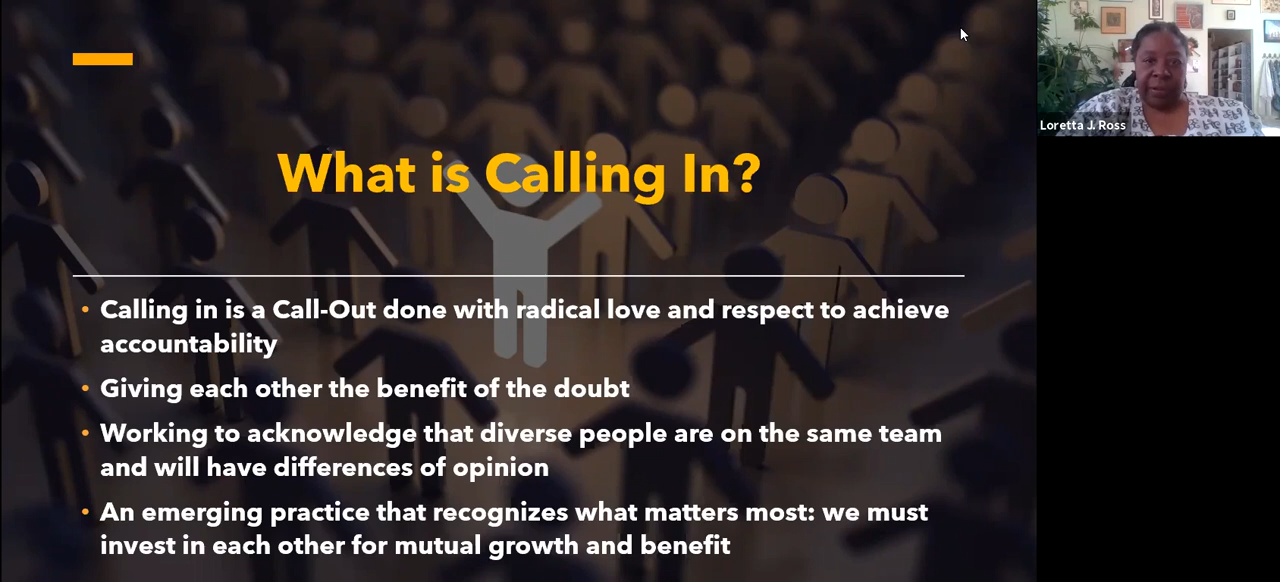 What is Calling In?
• Calling in is a Call-Out done with radical love and respect to achieve
accountability
• Giving each other the benefit of the doubt
• Working to acknowledge that diverse people are on the same team
and will have differences of opinion
• An emerging practice that recognizes what matters most: we must
invest in each other for mutual growth and benefit
Loretta J. Ross